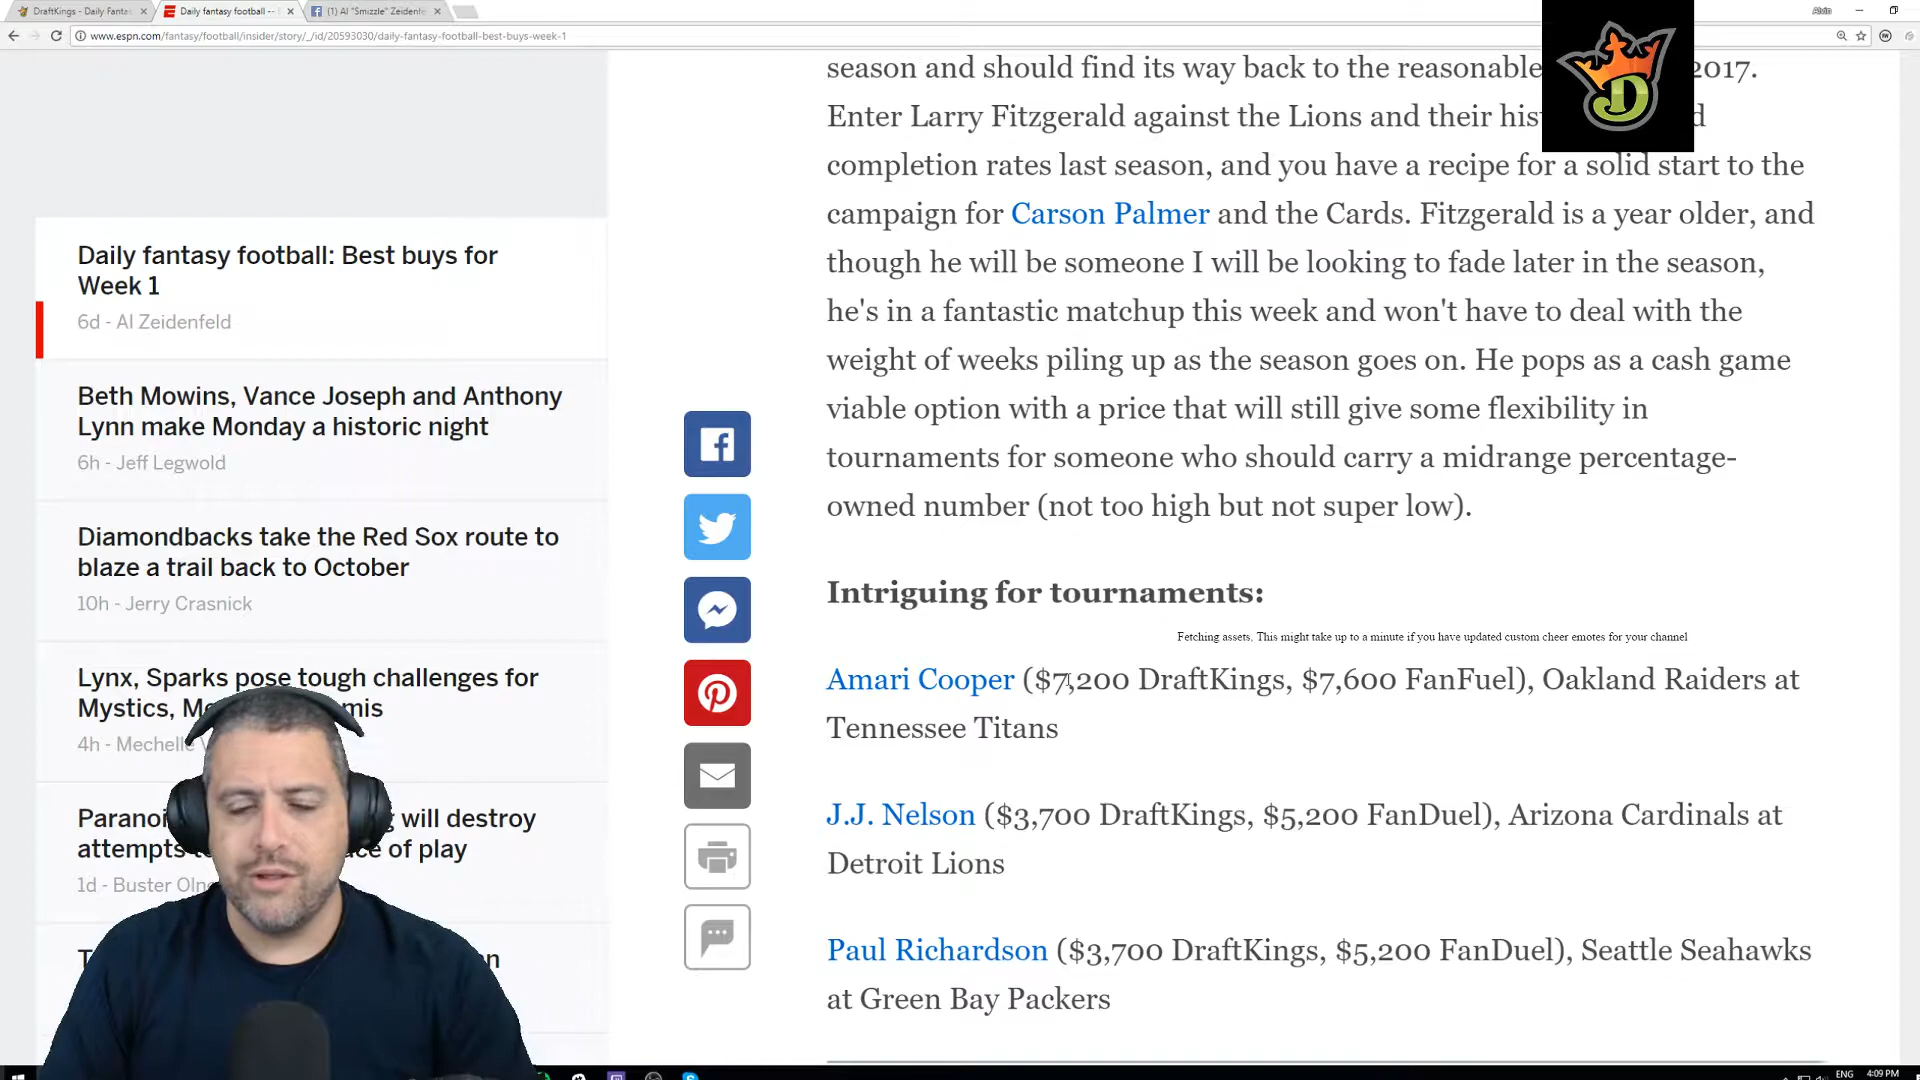 DraftKings - Daily Fanta
Daily fantasy football --
(1) Al "Smizzle" Zeidenfe
Alvin
www.espn.com/fantasy/football/insider/story/_/id/20593030/daily-fantasy-football-best-buys-week-1
season and should find its way back to the reasonable 2017.
Enter Larry Fitzgerald against the Lions and their his
completion rates last season, and you have a recipe for a solid start to the
campaign for Carson Palmer and the Cards. Fitzgerald is a year older, and
though he will be someone I will be looking to fade later in the season,
he's in a fantastic matchup this week and won't have to deal with the
weight of weeks piling up as the season goes on. He pops as a cash game
viable option with a price that will still give some flexibility in
tournaments for someone who should carry a midrange percentage-
owned number (not too high but not super low).
Intriguing for tournaments:
Fetching assets. This might take up to a minute if you have updated custom cheer emotes for your channel
Amari Cooper ($7,200 DraftKings, $7,600 FanFuel), Oakland Raiders at
Tennessee Titans
J.J. Nelson ($3,700 DraftKings, $5,200 FanDuel), Arizona Cardinals at
Detroit Lions
Paul Richardson ($3,700 DraftKings, $5,200 FanDuel), Seattle Seahawks
at Green Bay Packers
Daily fantasy football: Best buys for
Week 1
6d - Al Zeidenfeld
Beth Mowins, Vance Joseph and Anthony
Lynn make Monday a historic night
6h - Jeff Legwold
Diamondbacks take the Red Sox route to
blaze a trail back to October
10h - Jerry Crasnick
Lynx, Sparks pose tough challenges for
Mystics, M mis
4h - Mechelle V
Parano g will destroy
attempts t ce of play
1d - Buster Oln
D
ENG
4:09 PM